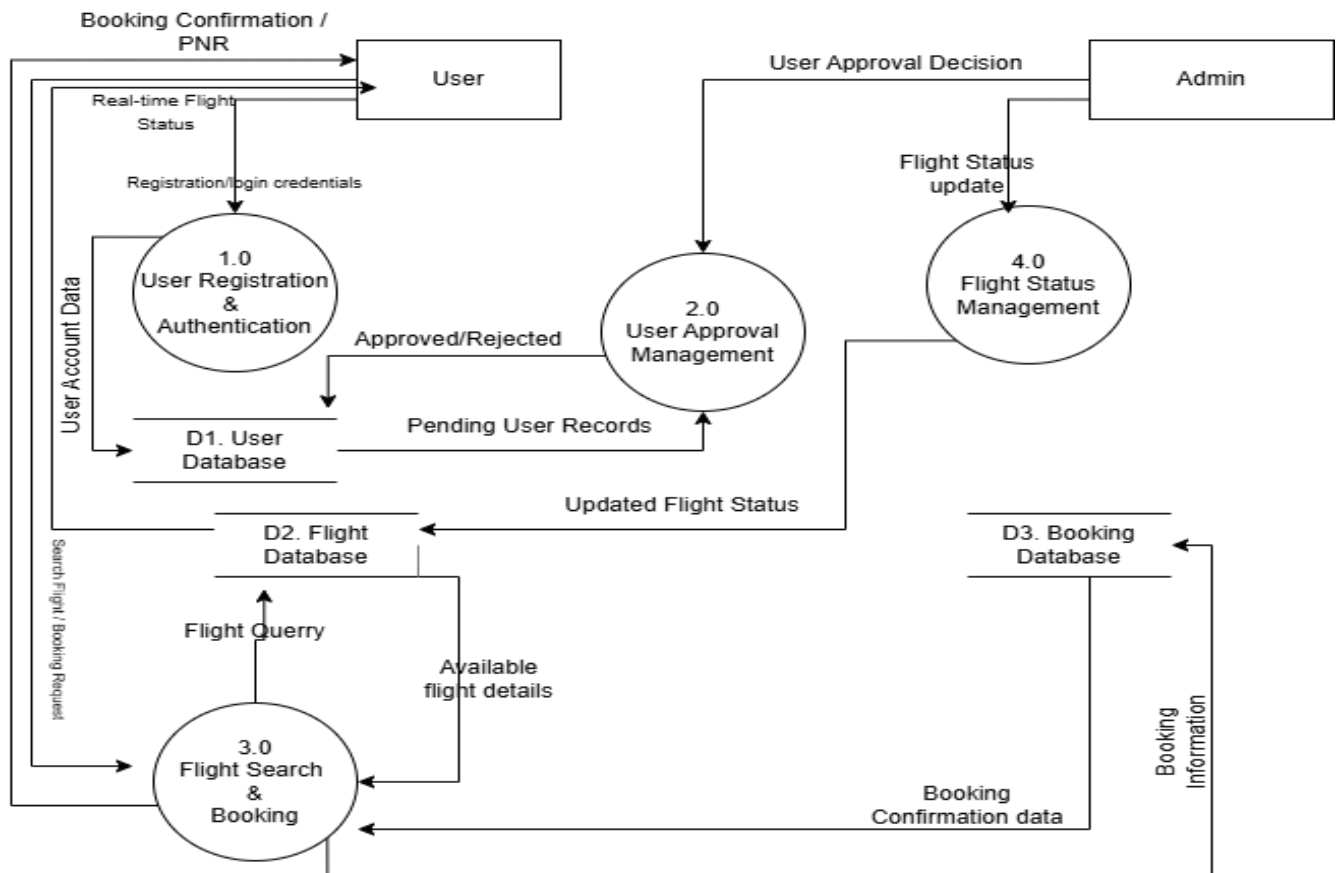 Booking Confirmation /
PNR
User
User Approval Decision
Admin
Real-time Flight
Status
Flight Status
update
Registration/login credentials
1.0
User Registration
&
Authentication
User Account Data
2.0
User Approval
Management
4.0
Flight Status
Management
Approved/Rejected
D1. User
Database
Pending User Records
Updated Flight Status
D2. Flight
Database
D3. Booking
Database
Search Flight / Booking Request
Flight Querry
Available
flight details
3.0
Flight Search
&
Booking
Booking
Confirmation data
Booking
Information